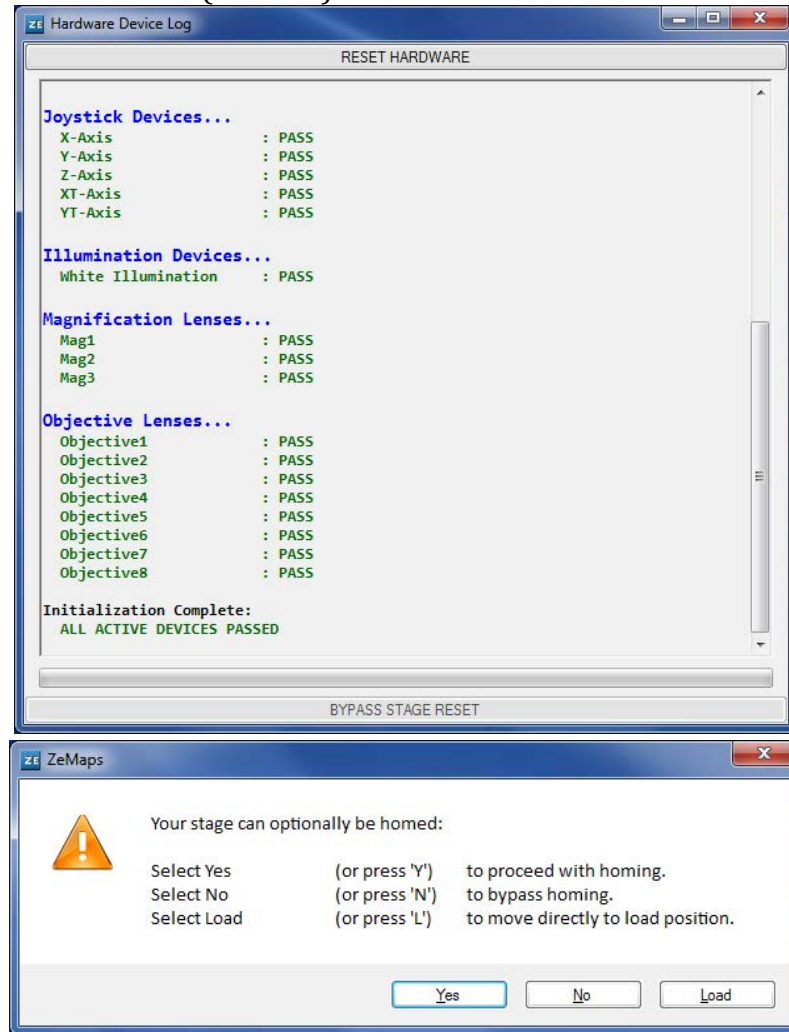 ZE Hardware Device Log
RESET HARDWARE
Joystick Devices...
X-Axis : PASS
Y-Axis : PASS
Z-Axis : PASS
XT-Axis : PASS
YT-Axis : PASS
Illumination Devices...
White Illumination : PASS
Magnification Lenses...
Mag1 : PASS
Mag2 : PASS
Mag3 : PASS
Objective Lenses...
Objective1 : PASS
Objective2 : PASS
Objective3 : PASS
Objective4 : PASS
Objective5 : PASS
Objective6 : PASS
Objective7 : PASS
Objective8 : PASS
Initialization Complete:
ALL ACTIVE DEVICES PASSED
BYPASS STAGE RESET
ZE ZeMaps
Your stage can optionally be homed:
Select Yes (or press 'Y') to proceed with homing.
Select No (or press 'N') to bypass homing.
Select Load (or press 'L') to move directly to load position.
Yes No Load